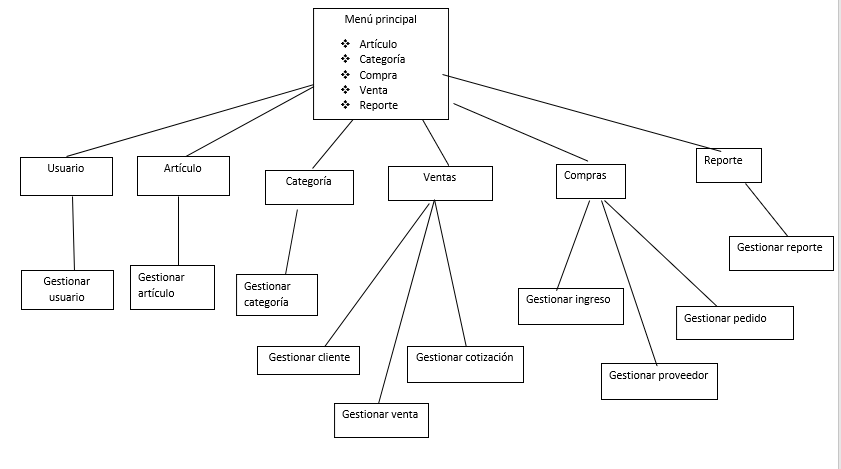 Menú principal
❖ Artículo
❖ Categoría
❖ Compra
❖ Venta
❖ Reporte
Usuario
Artículo
Categoría
Ventas
Compras
Reporte
Gestionar
usuario
Gestionar
artículo
Gestionar
categoría
Gestionar cliente
Gestionar venta
Gestionar cotización
Gestionar ingreso
Gestionar proveedor
Gestionar pedido
Gestionar reporte